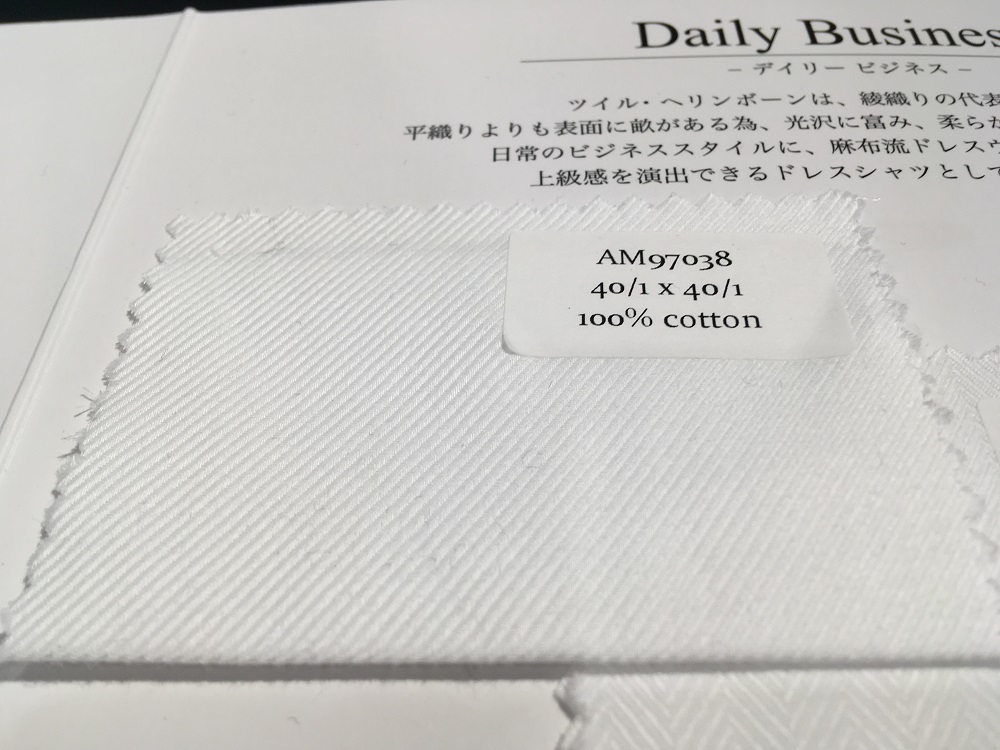 Daily Busines
– デイリー ビジネス –
ツイル・ヘリンボーンは、綾織りの代表
平織りよりも表面に畝がある為、光沢に富み、柔らか
日常のビジネススタイルに、麻布流ドレスウ
上級感を演出できるドレスシャツとして
AM97038
40/1 x 40/1
100% cotton